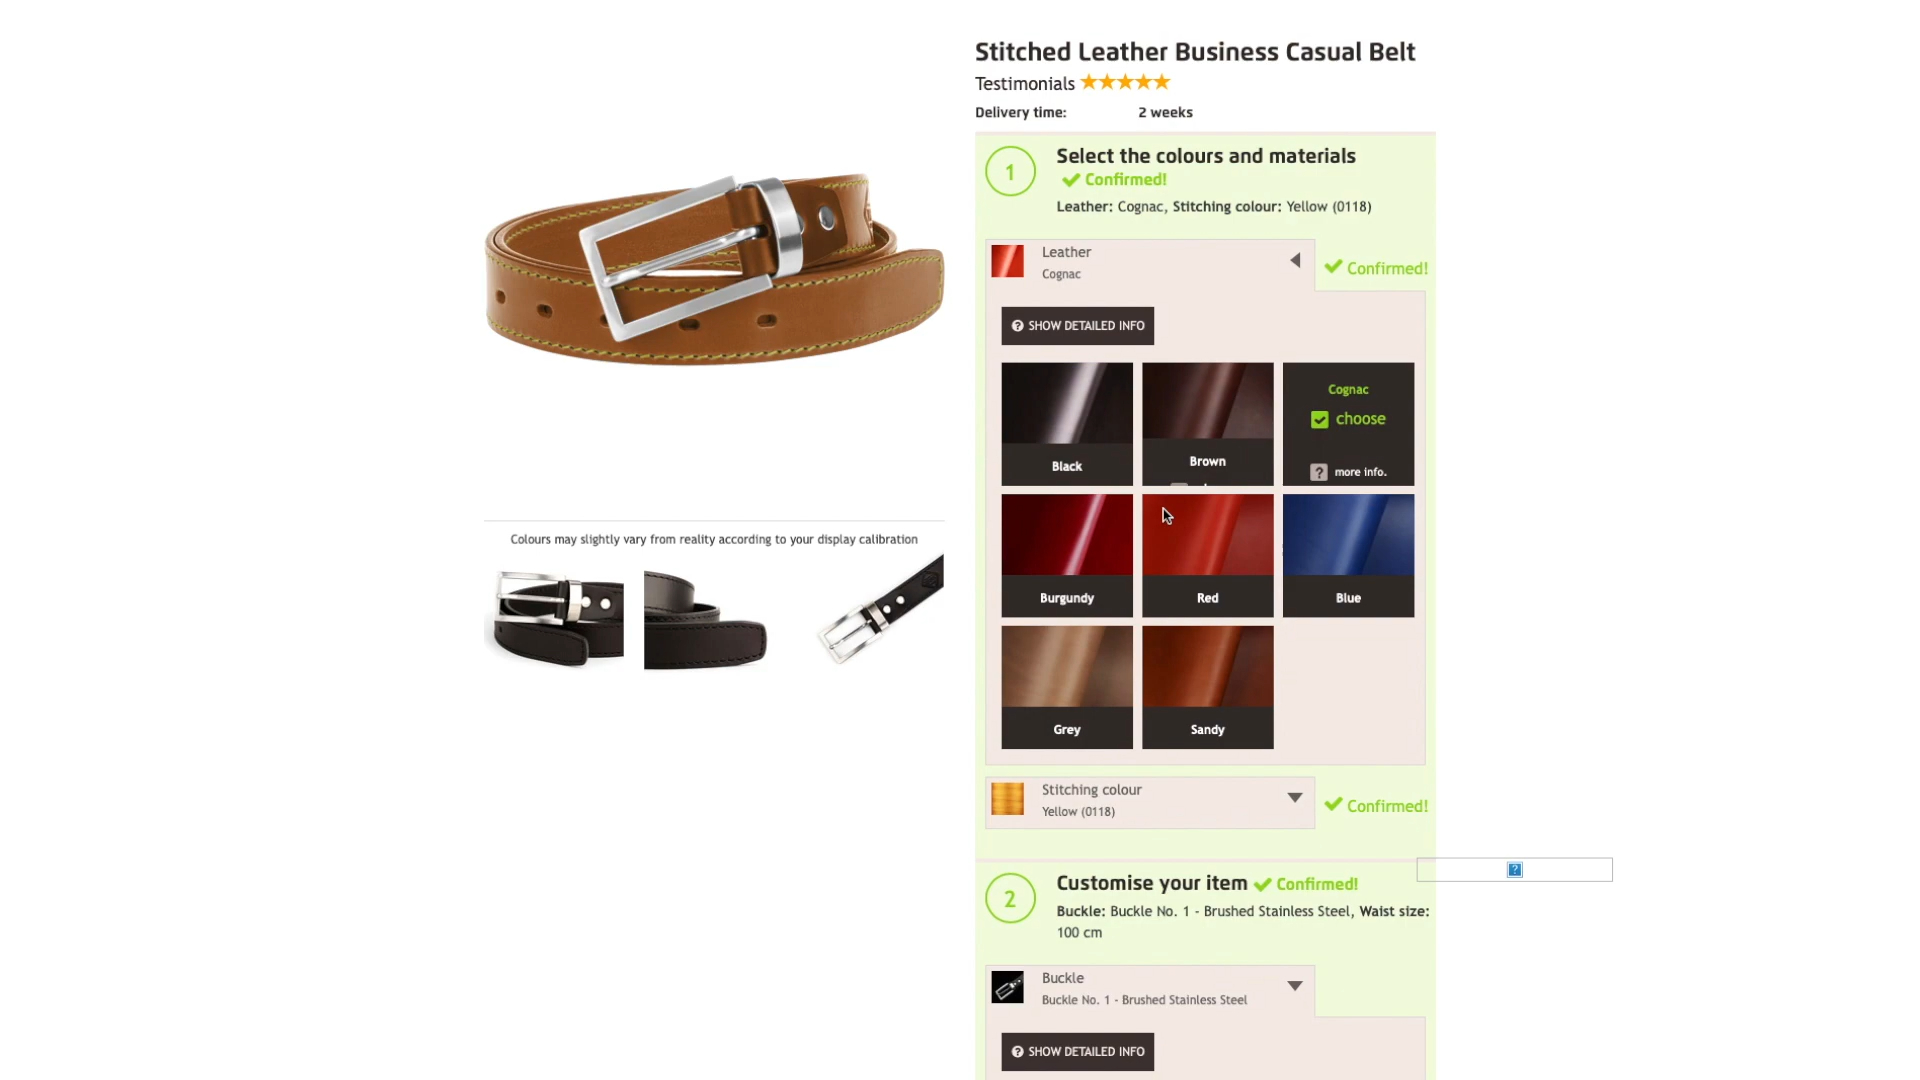 Stitched Leather Business Casual Belt
Testimonials ★★★★★
Delivery time: 2 weeks
1
Select the colours and materials
Confirmed!
Leather: Cognac, Stitching colour: Yellow (0118)
Leather
Cognac
Confirmed!
? SHOW DETAILED INFO
Black
Brown
Cognac
choose
? more info.
Burgundy
Red
Blue
Grey
Sandy
Colours may slightly vary from reality according to your display calibration
Stitching colour
Yellow (0118)
Confirmed!
2
Customise your item Confirmed!
Buckle: Buckle No. 1 - Brushed Stainless Steel, Waist size:
100 cm
Buckle
Buckle No. 1 - Brushed Stainless Steel
? SHOW DETAILED INFO
?